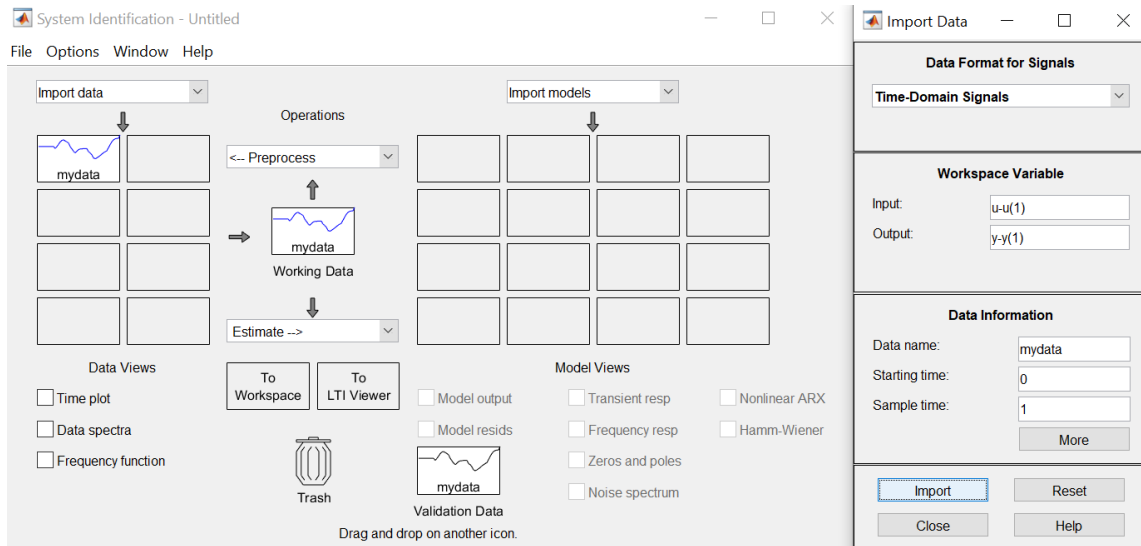 System Identification - Untitled
File Options Window Help
Import data
Import models
Operations
mydata
<-- Preprocess
mydata
Working Data
Estimate -->
Data Views
Time plot
Data spectra
Frequency function
To
Workspace
To
LTI Viewer
Trash
Model Views
Model output
Transient resp
Nonlinear ARX
Model resids
Frequency resp
Hamm-Wiener
mydata
Validation Data
Zeros and poles
Noise spectrum
Drag and drop on another icon.
Import Data
Data Format for Signals
Time-Domain Signals
Workspace Variable
Input: u-u(1)
Output: y-y(1)
Data Information
Data name: mydata
Starting time: 0
Sample time: 1
More
Import Reset
Close Help